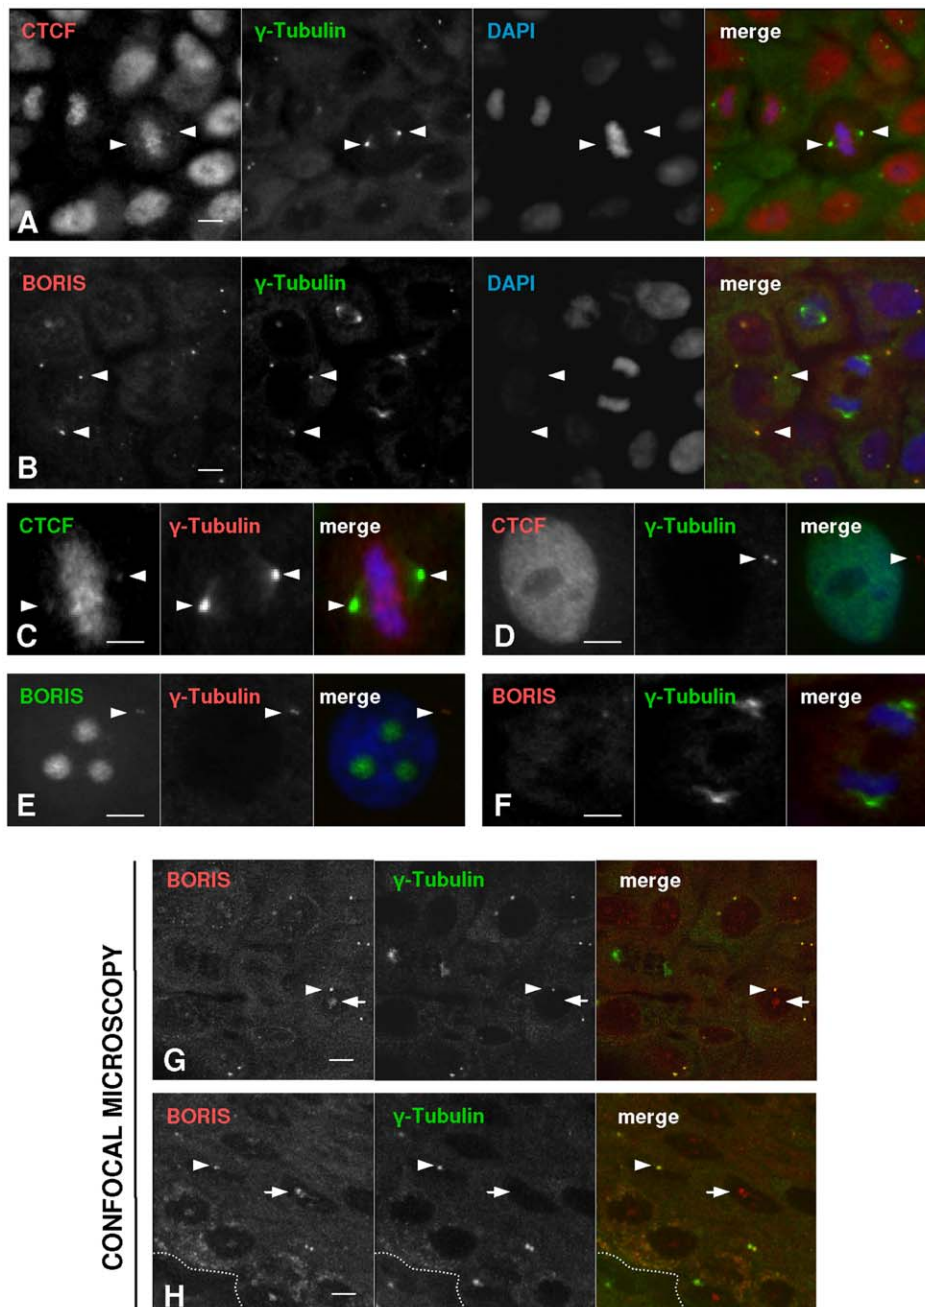 CTCF γ-Tubulin DAPI merge
A
BORIS γ-Tubulin DAPI merge
B
CTCF γ-Tubulin merge
C
CTCF γ-Tubulin merge
D
BORIS γ-Tubulin merge
E
BORIS γ-Tubulin merge
F
CONFOCAL MICROSCOPY
BORIS γ-Tubulin merge
G
BORIS γ-Tubulin merge
H